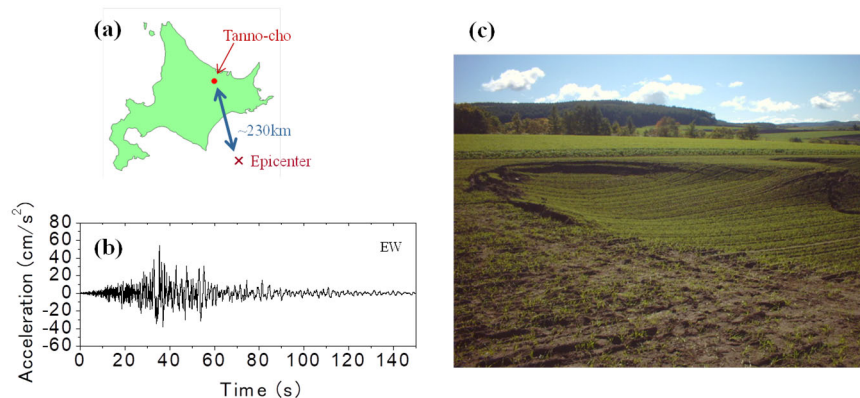 (a)
Tanno-cho
~230km
Epicenter
(b)
EW
Acceleration (cm/s²)
80
60
40
20
0
-20
-40
-60
0 20 40 60 80 100 120 140
Time (s)
(c)